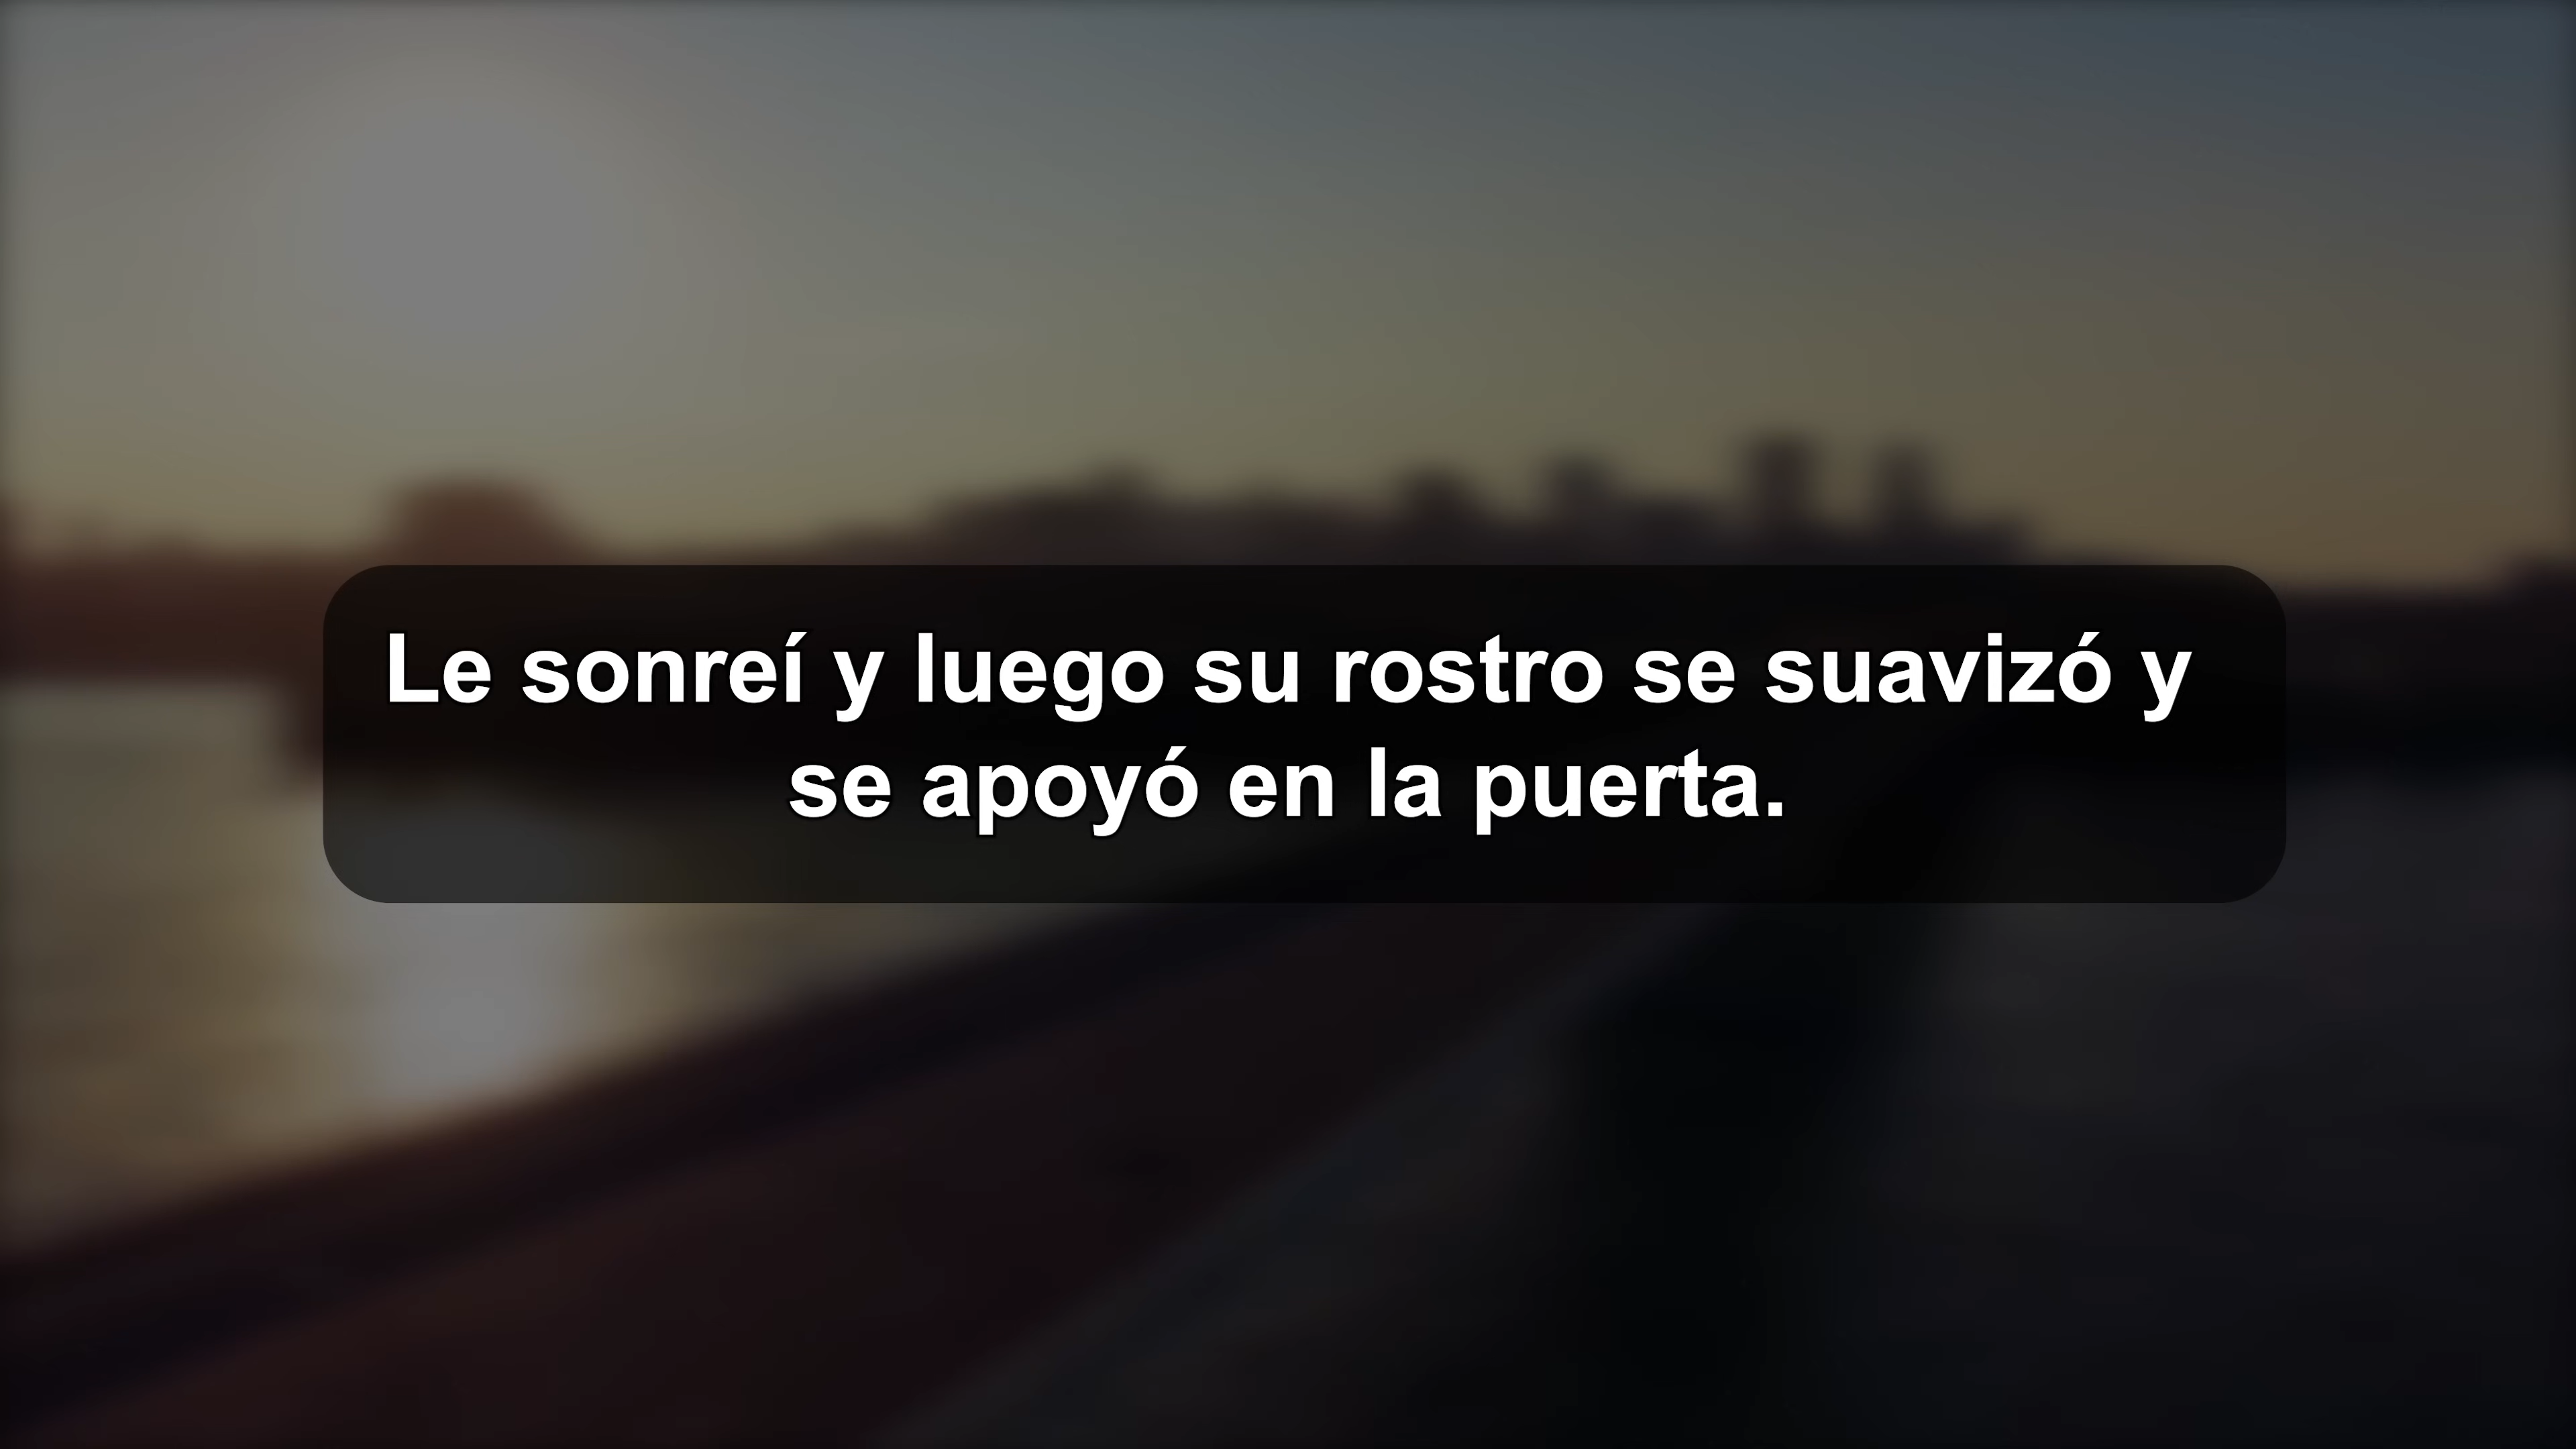 Le sonreí y luego su rostro se suavizó y
se apoyó en la puerta.